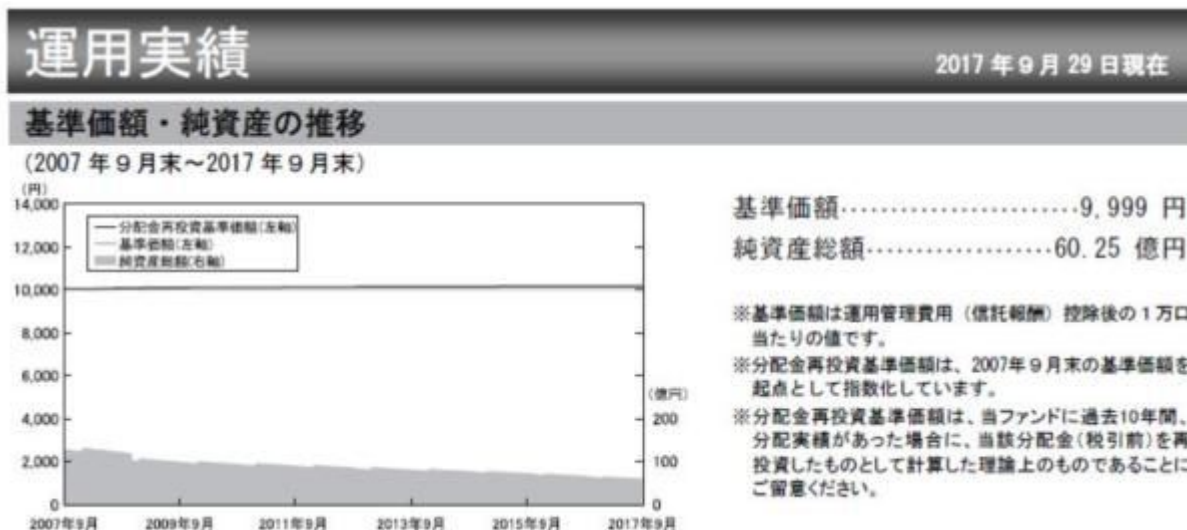 運用実績
2017年9月29日現在
基準価額・純資産の推移
(2007年9月末~2017年9月末)
(円)
14,000
12,000
10,000
8,000
6,000
4,000
2,000
0
分配金再投資基準価額(左軸)
基準価額(左軸)
純資産総額(右軸)
(億円)
200
100
0
2007年9月
2009年9月
2011年9月
2013年9月
2015年9月
2017年9月
基準価額························9,999 円
純資産総額···················60.25 億円
※基準価額は運用管理費用(信託報酬)控除後の1万口
当たりの値です。
※分配金再投資基準価額は、2007年9月末の基準価額を
起点として指数化しています。
※分配金再投資基準価額は、当ファンドに過去10年間、
分配実績があった場合に、当該分配金(税引前)を再
投資したものとして計算した理論上のものであることに
ご留意ください。